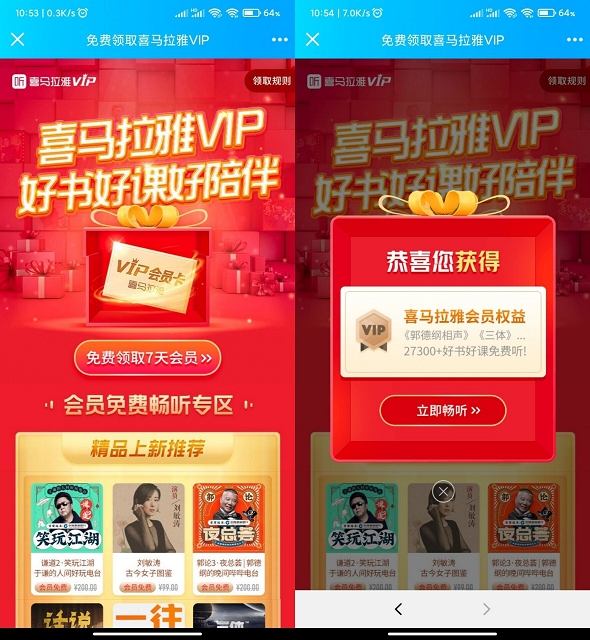 10:53 | 0.3K/s
64%
免费领取喜马拉雅VIP
听 喜马拉雅VIP
领取规则
喜马拉雅VIP
好书好课好陪伴
VIP会员卡
喜马拉雅
免费领取7天会员
会员免费畅听专区
精品上新推荐
笑玩江湖
谦道2·笑玩江湖
于谦的人间好玩电台
会员免费 ¥200.00
演员 刘敏涛
刘敏涛
古今女子图鉴
会员免费 ¥99.00
郭 论
夜总荟
郭论3·夜总荟|郭德
纲的晚间哔哔电台
会员免费 ¥200.00
话说
一往
10:54 | 7.0K/s
64%
免费领取喜马拉雅VIP
听 喜马拉雅VIP
领取规则
喜马拉雅VIP
好书好课好陪伴
恭喜您获得
VIP
喜马拉雅会员权益
《郭德纲相声》《三体》...
27300+好书好课免费听!
立即畅听
笑玩江湖
谦道2·笑玩江湖
于谦的人间好玩电台
会员免费 ¥200.00
演员 刘敏涛
刘敏涛
古今女子图鉴
会员免费 ¥99.00
郭 论
夜总荟
郭论3·夜总荟|郭德
纲的晚间哔哔电台
会员免费 ¥200.00